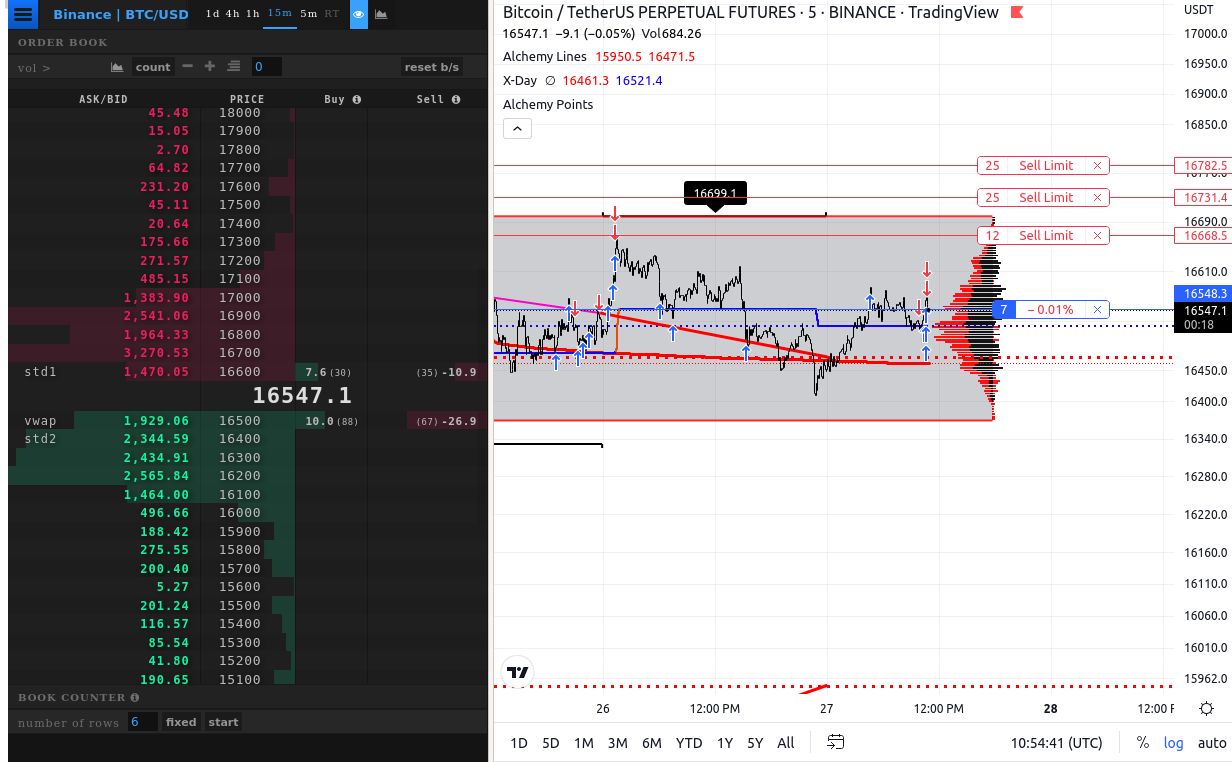 Binance | BTC/USD 1d 4h 1h 15m 5m RT
ORDER BOOK
vol > count 0 reset b/s
ASK/BID PRICE Buy Sell
45.48 18000
15.05 17900
2.70 17800
64.82 17700
231.20 17600
45.11 17500
20.64 17400
175.66 17300
271.57 17200
485.15 17100
1,383.90 17000
2,541.06 16900
1,964.33 16800
3,270.53 16700
std1 1,470.05 16600 7.6 (30) (35) -10.9
16547.1
vwap 1,929.06 16500 10.0 (88) (67) -26.9
std2 2,344.59 16400
2,434.91 16300
2,565.84 16200
1,464.00 16100
496.66 16000
188.42 15900
275.55 15800
200.40 15700
5.27 15600
201.24 15500
116.57 15400
85.54 15300
41.80 15200
190.65 15100
BOOK COUNTER
number of rows 6 fixed start
Bitcoin / TetherUS PERPETUAL FUTURES · 5 · BINANCE · TradingView
16547.1 −9.1 (−0.05%) Vol684.26
Alchemy Lines 15950.5 16471.5
X-Day ∅ 16461.3 16521.4
Alchemy Points
USDT
17000.0
16950.0
16900.0
16850.0
25 Sell Limit × 16782.5
25 Sell Limit × 16731.4
16699.1
16690.0
12 Sell Limit × 16668.5
16610.0
16548.3
7 −0.01% × 16547.1
00:18
16450.0
16400.0
16340.0
16280.0
16220.0
16160.0
16110.0
16060.0
16010.0
15962.0
26 12:00 PM 27 12:00 PM 28 12:00 P
1D 5D 1M 3M 6M YTD 1Y 5Y All 10:54:41 (UTC) % log auto